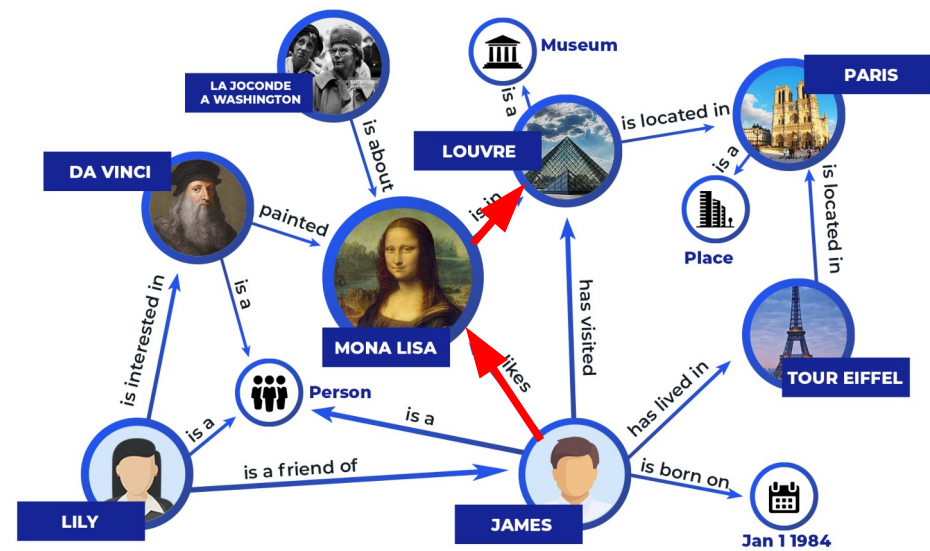 Museum
PARIS
LA JOCONDE
A WASHINGTON
is a
is located in
LOUVRE
is about
is a
DA VINCI
is in
painted
is located in
Place
is a
has visited
is interested in
MONA LISA
likes
TOUR EIFFEL
Person
has lived in
is a
is a
is a friend of
is born on
LILY
JAMES
Jan 1 1984